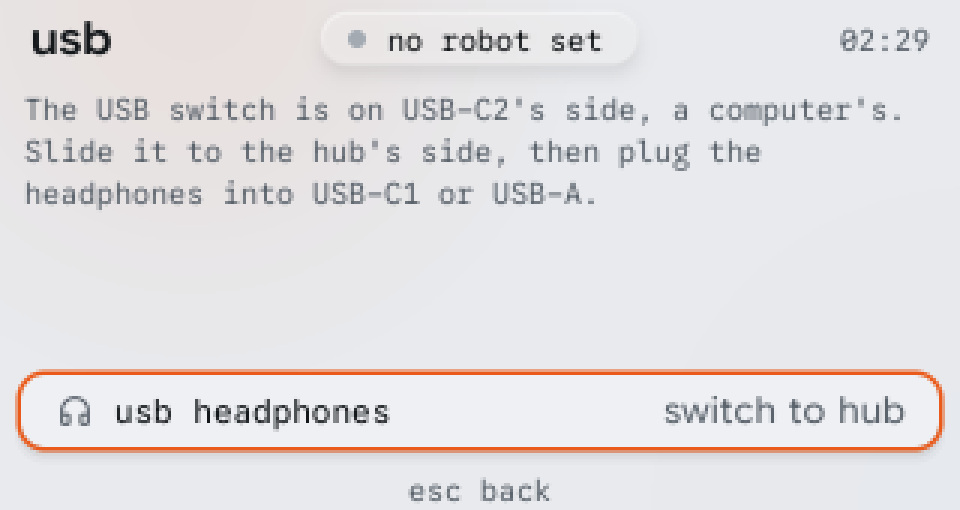 usb
no robot set
02:29
The USB switch is on USB-C2's side, a computer's.
Slide it to the hub's side, then plug the
headphones into USB-C1 or USB-A.
usb headphones
switch to hub
esc back